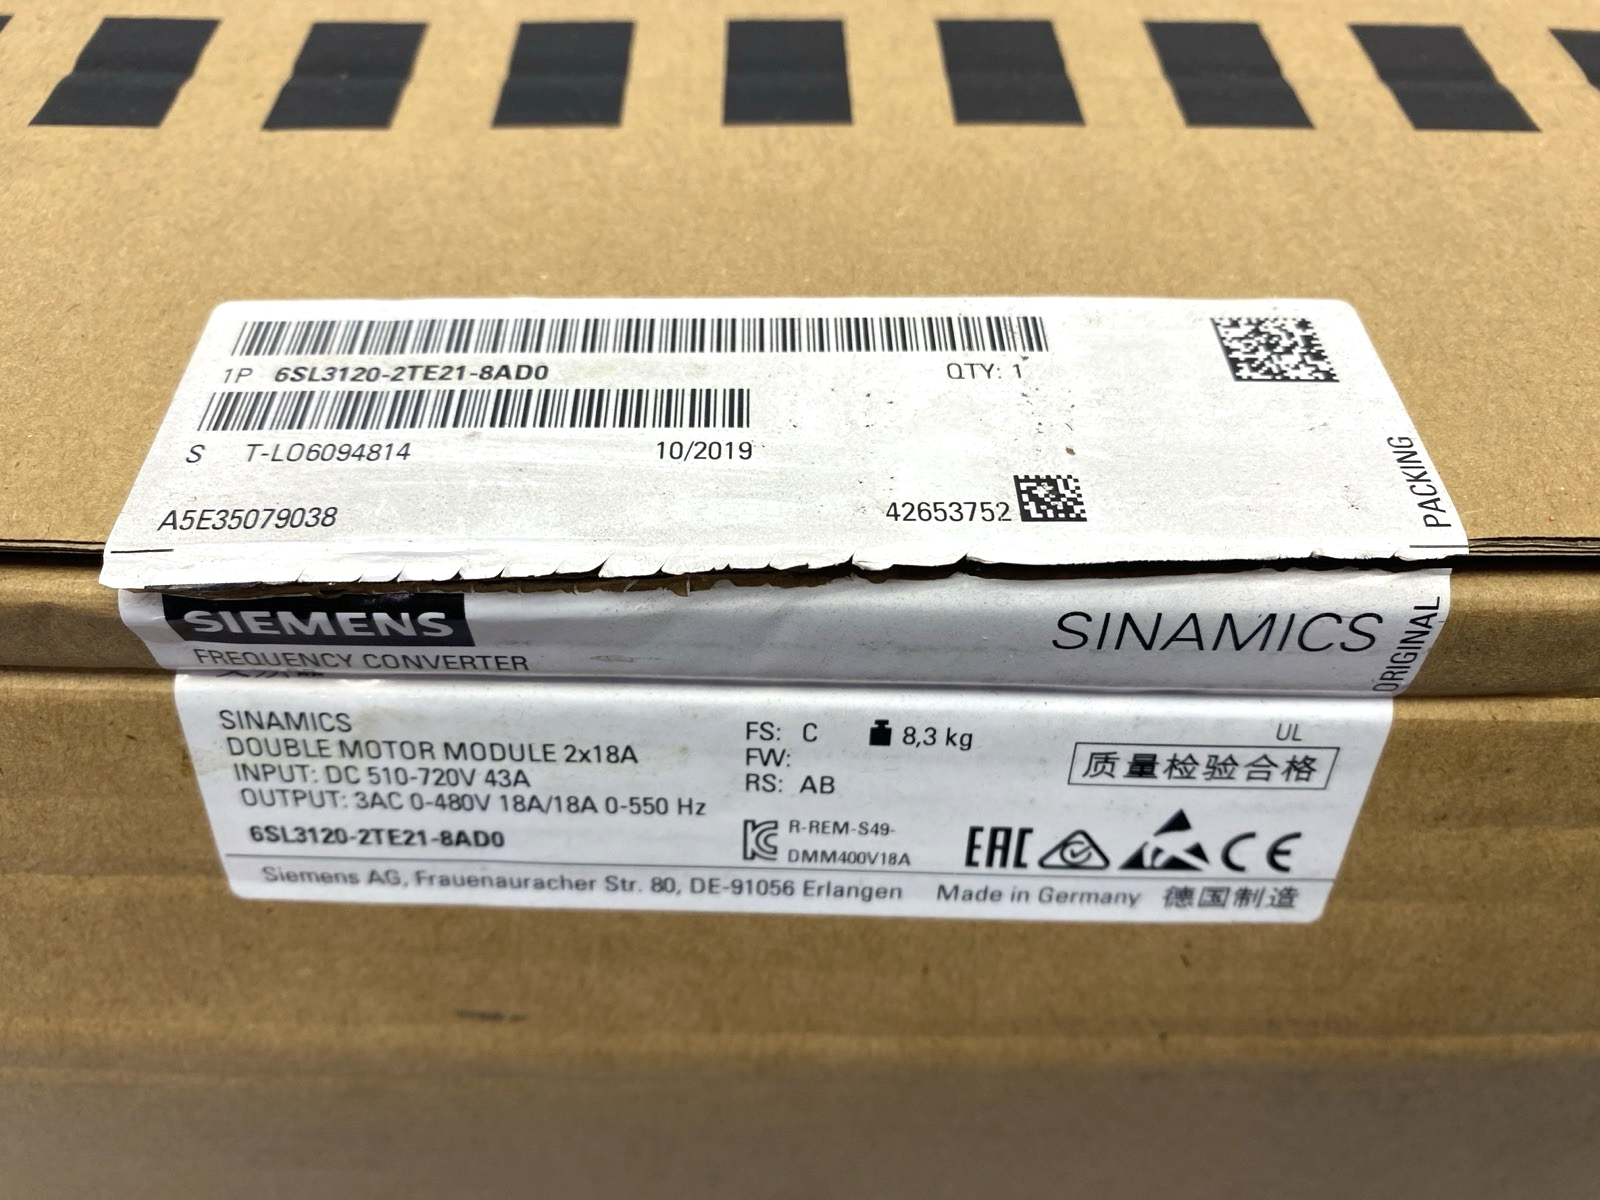 1P 6SL3120-2TE21-8AD0 QTY: 1
S T-LO6094814 10/2019
A5E35079038 42653752
PACKING
SIEMENS
SINAMICS
ORIGINAL
FREQUENCY CONVERTER
SINAMICS
DOUBLE MOTOR MODULE 2x18A
INPUT: DC 510-720V 43A
OUTPUT: 3AC 0-480V 18A/18A 0-550 Hz
6SL3120-2TE21-8AD0
FS: C 8,3 kg
FW:
RS: AB
UL
质量检验合格
R-REM-S49-
DMM400V18A
EAC
CE
Siemens AG, Frauenauracher Str. 80, DE-91056 Erlangen Made in Germany 德国制造